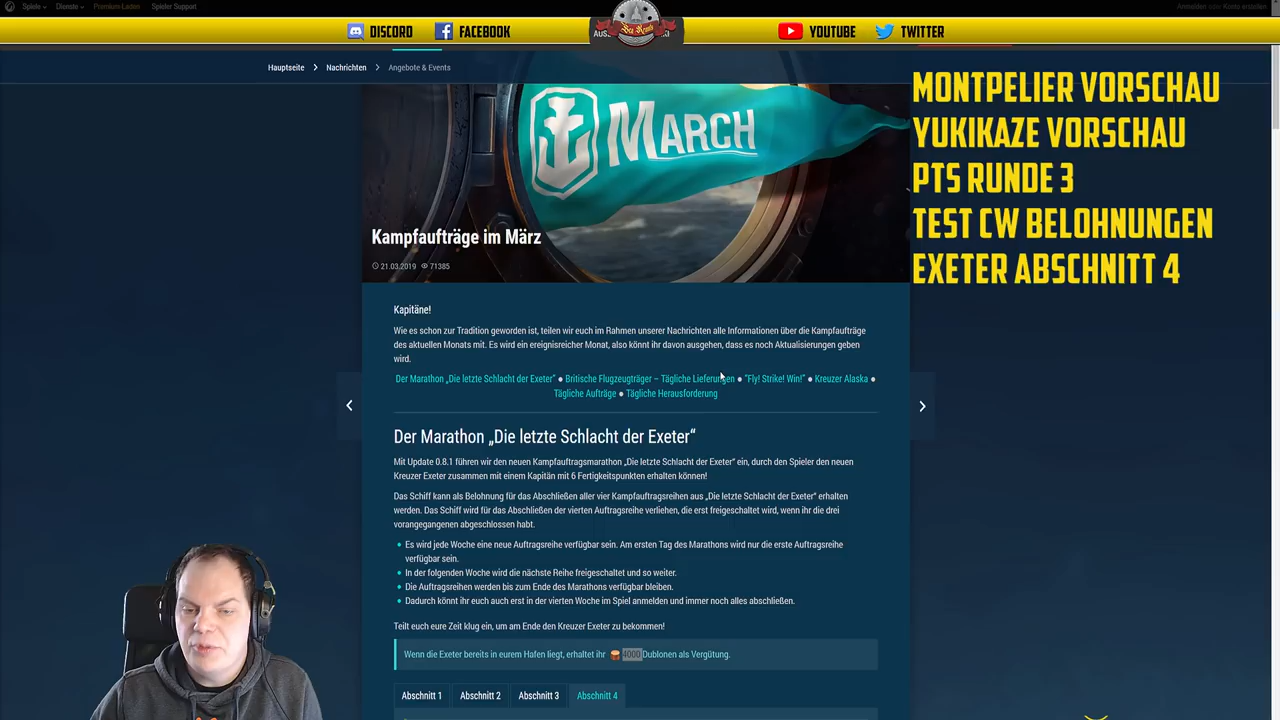 Spiele
Dienste
Premium-Laden
Spieler Support
Anmelden oder Konto erstellen
DISCORD
FACEBOOK
YOUTUBE
TWITTER
Hauptseite
Nachrichten
Angebote & Events
MARCH
Kampfaufträge im März
21.03.2019
71385
MONTPELIER VORSCHAU
YUKIKAZE VORSCHAU
PTS RUNDE 3
TEST CW BELOHNUNGEN
EXETER ABSCHNITT 4
Kapitäne!
Wie es schon zur Tradition geworden ist, teilen wir euch im Rahmen unserer Nachrichten alle Informationen über die Kampfaufträge
des aktuellen Monats mit. Es wird ein ereignisreicher Monat, also könnt ihr davon ausgehen, dass es noch Aktualisierungen geben
wird.
Der Marathon „Die letzte Schlacht der Exeter“ ● Britische Flugzeugträger – Tägliche Lieferungen ● "Fly! Strike! Win!" ● Kreuzer Alaska ●
Tägliche Aufträge ● Tägliche Herausforderung
Der Marathon „Die letzte Schlacht der Exeter“
Mit Update 0.8.1 führen wir den neuen Kampfauftragsmarathon „Die letzte Schlacht der Exeter“ ein, durch den Spieler den neuen
Kreuzer Exeter zusammen mit einem Kapitän mit 6 Fertigkeitspunkten erhalten können!
Das Schiff kann als Belohnung für das Abschließen aller vier Kampfauftragsreihen aus „Die letzte Schlacht der Exeter“ erhalten
werden. Das Schiff wird für das Abschließen der vierten Auftragsreihe verliehen, die erst freigeschaltet wird, wenn ihr die drei
vorangegangenen abgeschlossen habt.
Es wird jede Woche eine neue Auftragsreihe verfügbar sein. Am ersten Tag des Marathons wird nur die erste Auftragsreihe
verfügbar sein.
In der folgenden Woche wird die nächste Reihe freigeschaltet und so weiter.
Die Auftragsreihen werden bis zum Ende des Marathons verfügbar bleiben.
Dadurch könnt ihr euch auch erst in der vierten Woche im Spiel anmelden und immer noch alles abschließen.
Teilt euch eure Zeit klug ein, um am Ende den Kreuzer Exeter zu bekommen!
Wenn die Exeter bereits in eurem Hafen liegt, erhaltet ihr 4000 Dublonen als Vergütung.
Abschnitt 1
Abschnitt 2
Abschnitt 3
Abschnitt 4